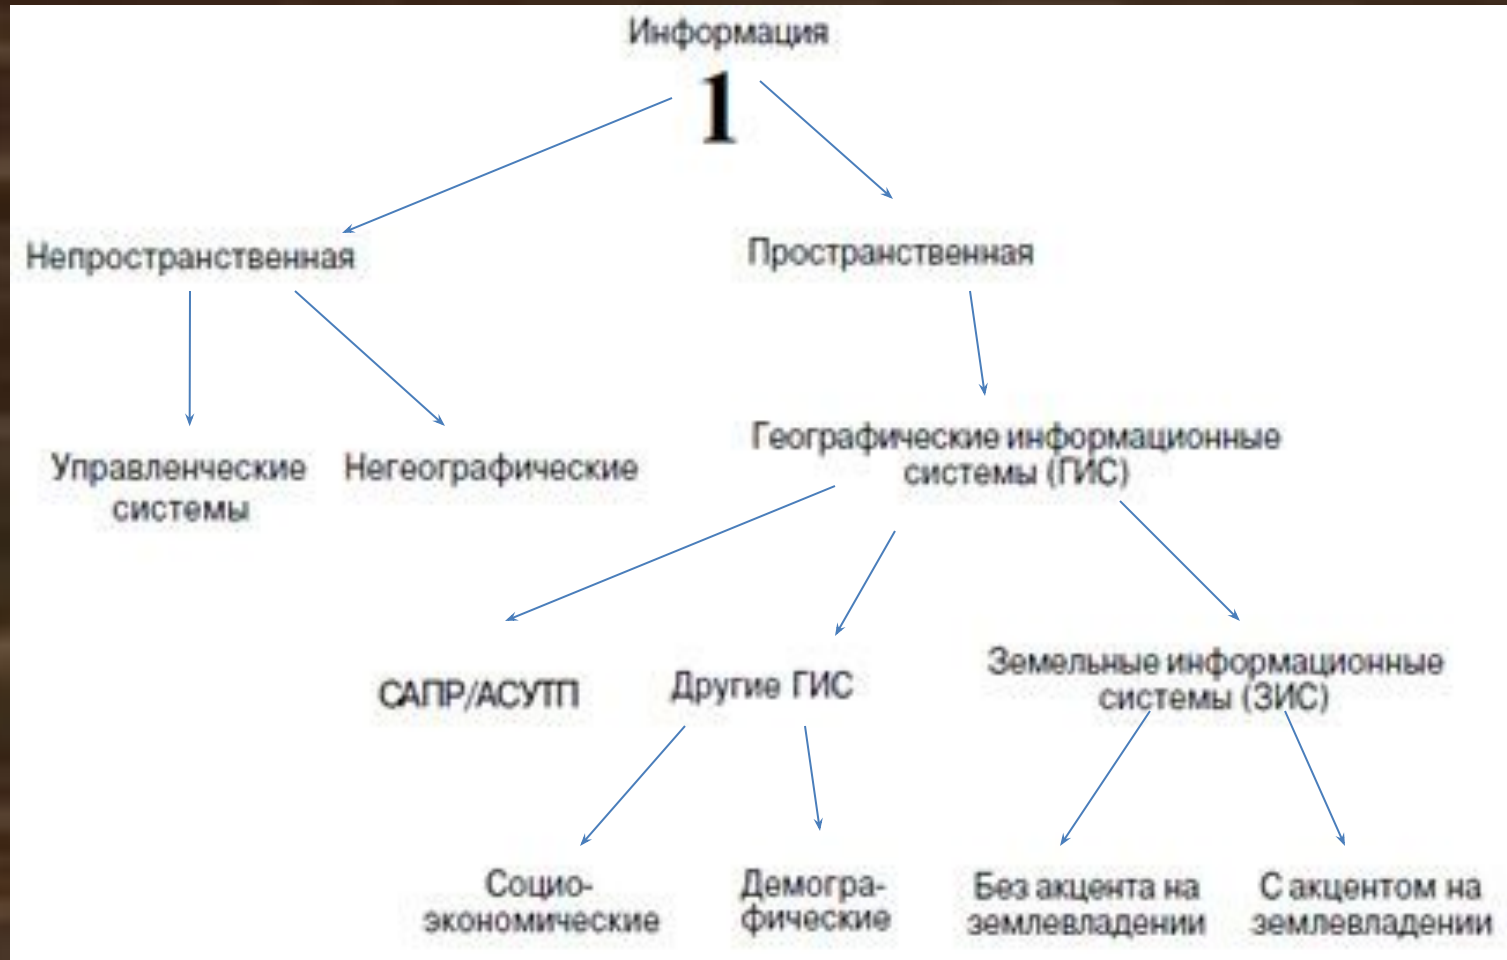 Информация
1
Непространственная
Пространственная
Управленческие
системы
Негеографические
Географические информационные
системы (ГИС)
САПР/АСУТП
Другие ГИС
Земельные информационные
системы (ЗИС)
Социо-
экономические
Демогра-
фические
Без акцента на
землевладении
С акцентом на
землевладении